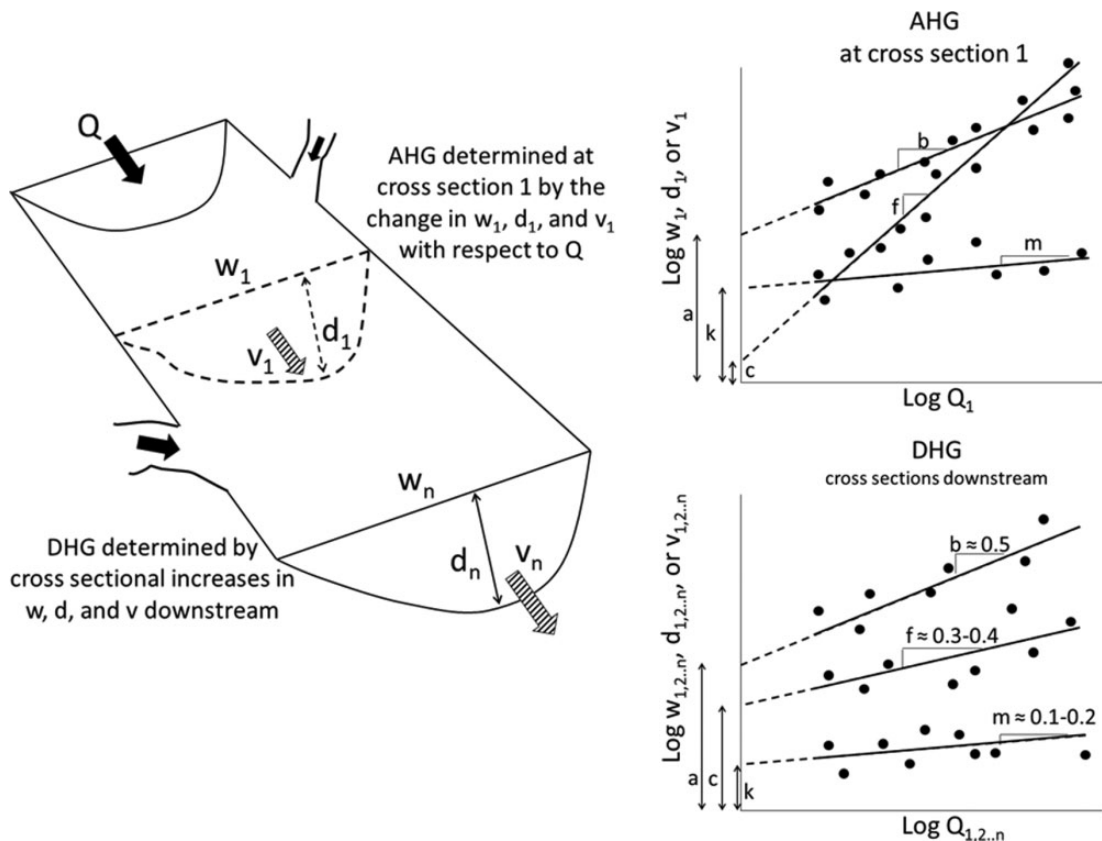 Q
AHG determined at
cross section 1 by the
change in w₁, d₁, and v₁
with respect to Q
w₁
d₁
v₁
wₙ
dₙ
vₙ
DHG determined by
cross sectional increases in
w, d, and v downstream
AHG
at cross section 1
Log w₁, d₁, or v₁
b
f
m
a
k
c
Log Q₁
DHG
cross sections downstream
Log w₁,₂..ₙ, d₁,₂..ₙ, or v₁,₂..ₙ
b ≈ 0.5
f ≈ 0.3-0.4
m ≈ 0.1-0.2
a
c
k
Log Q₁,₂..ₙ